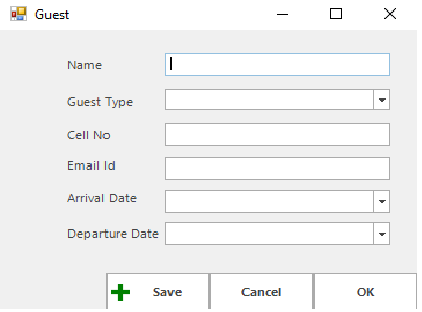 Guest
Name
Guest Type
Cell No
Email Id
Arrival Date
Departure Date
Save Cancel OK